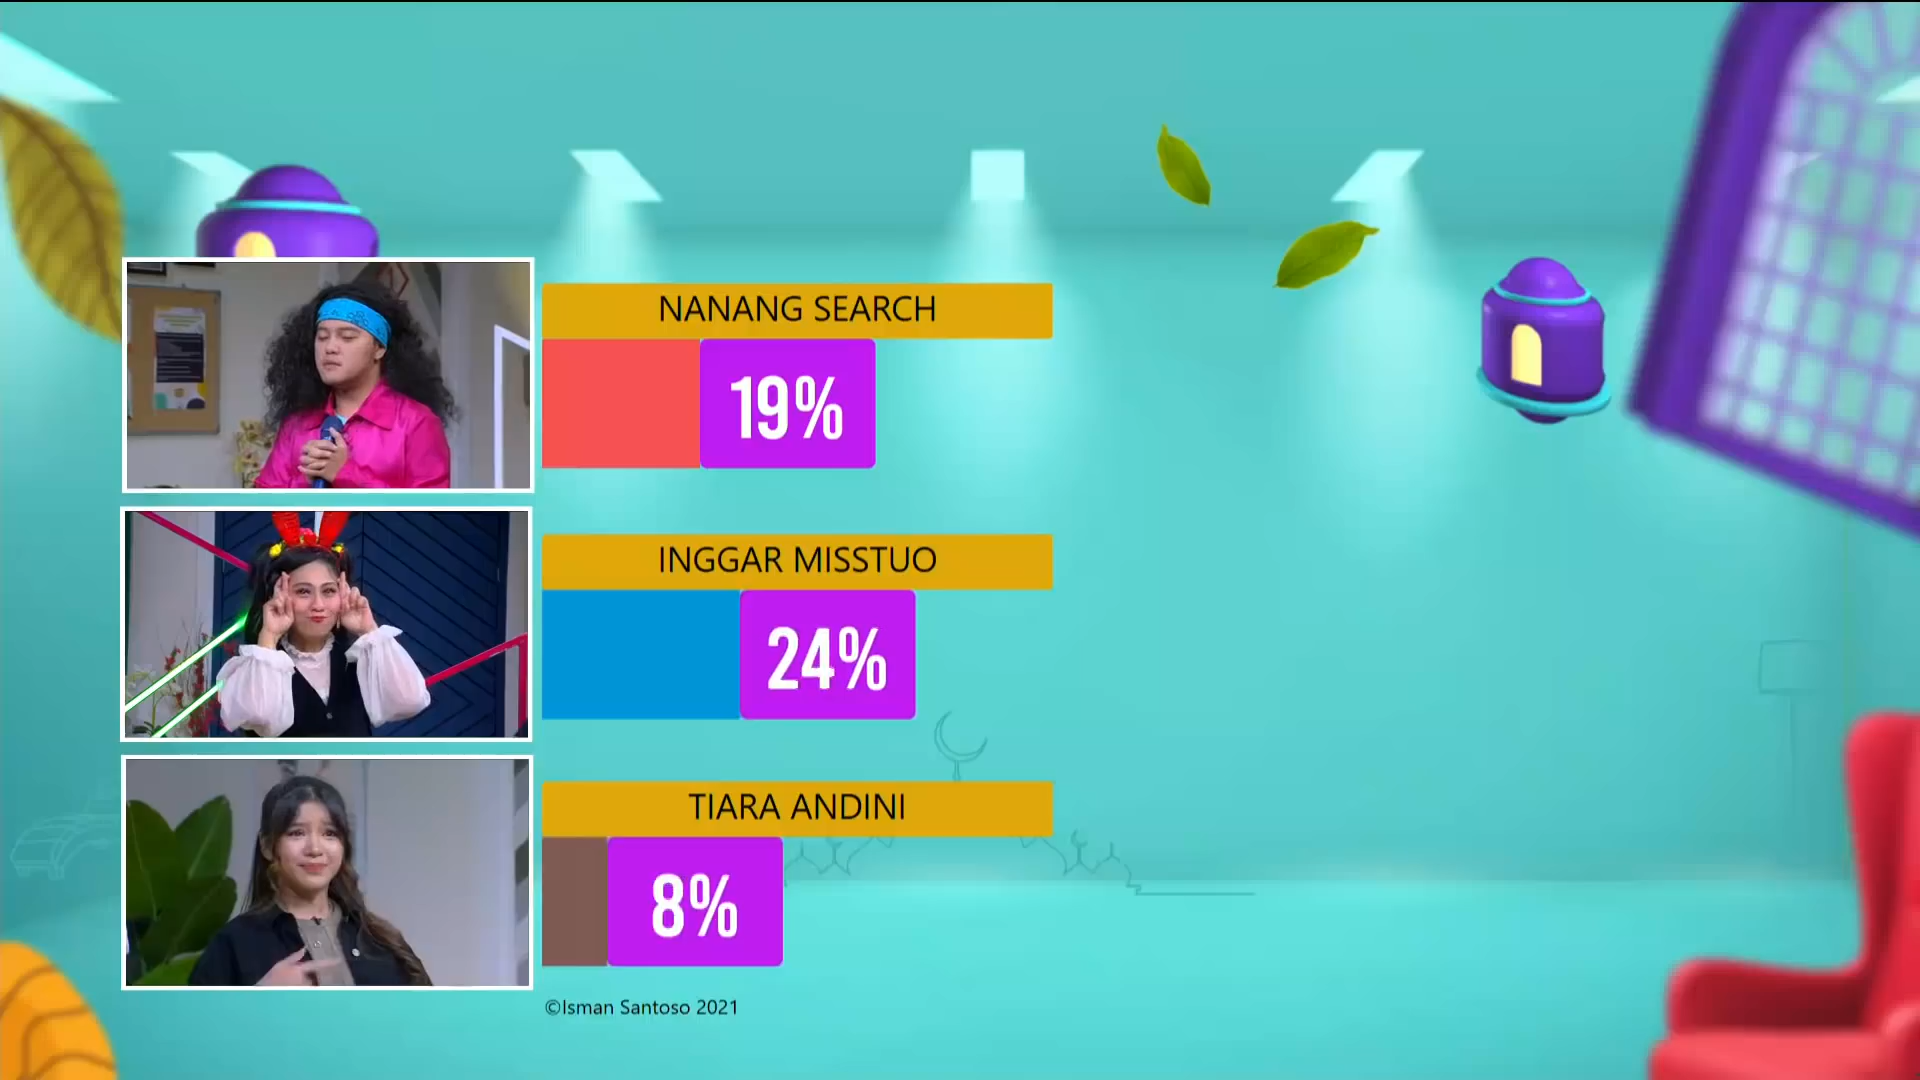 NANANG SEARCH
19%
INGGAR MISSTUO
24%
TIARA ANDINI
8%
©Isman Santoso 2021